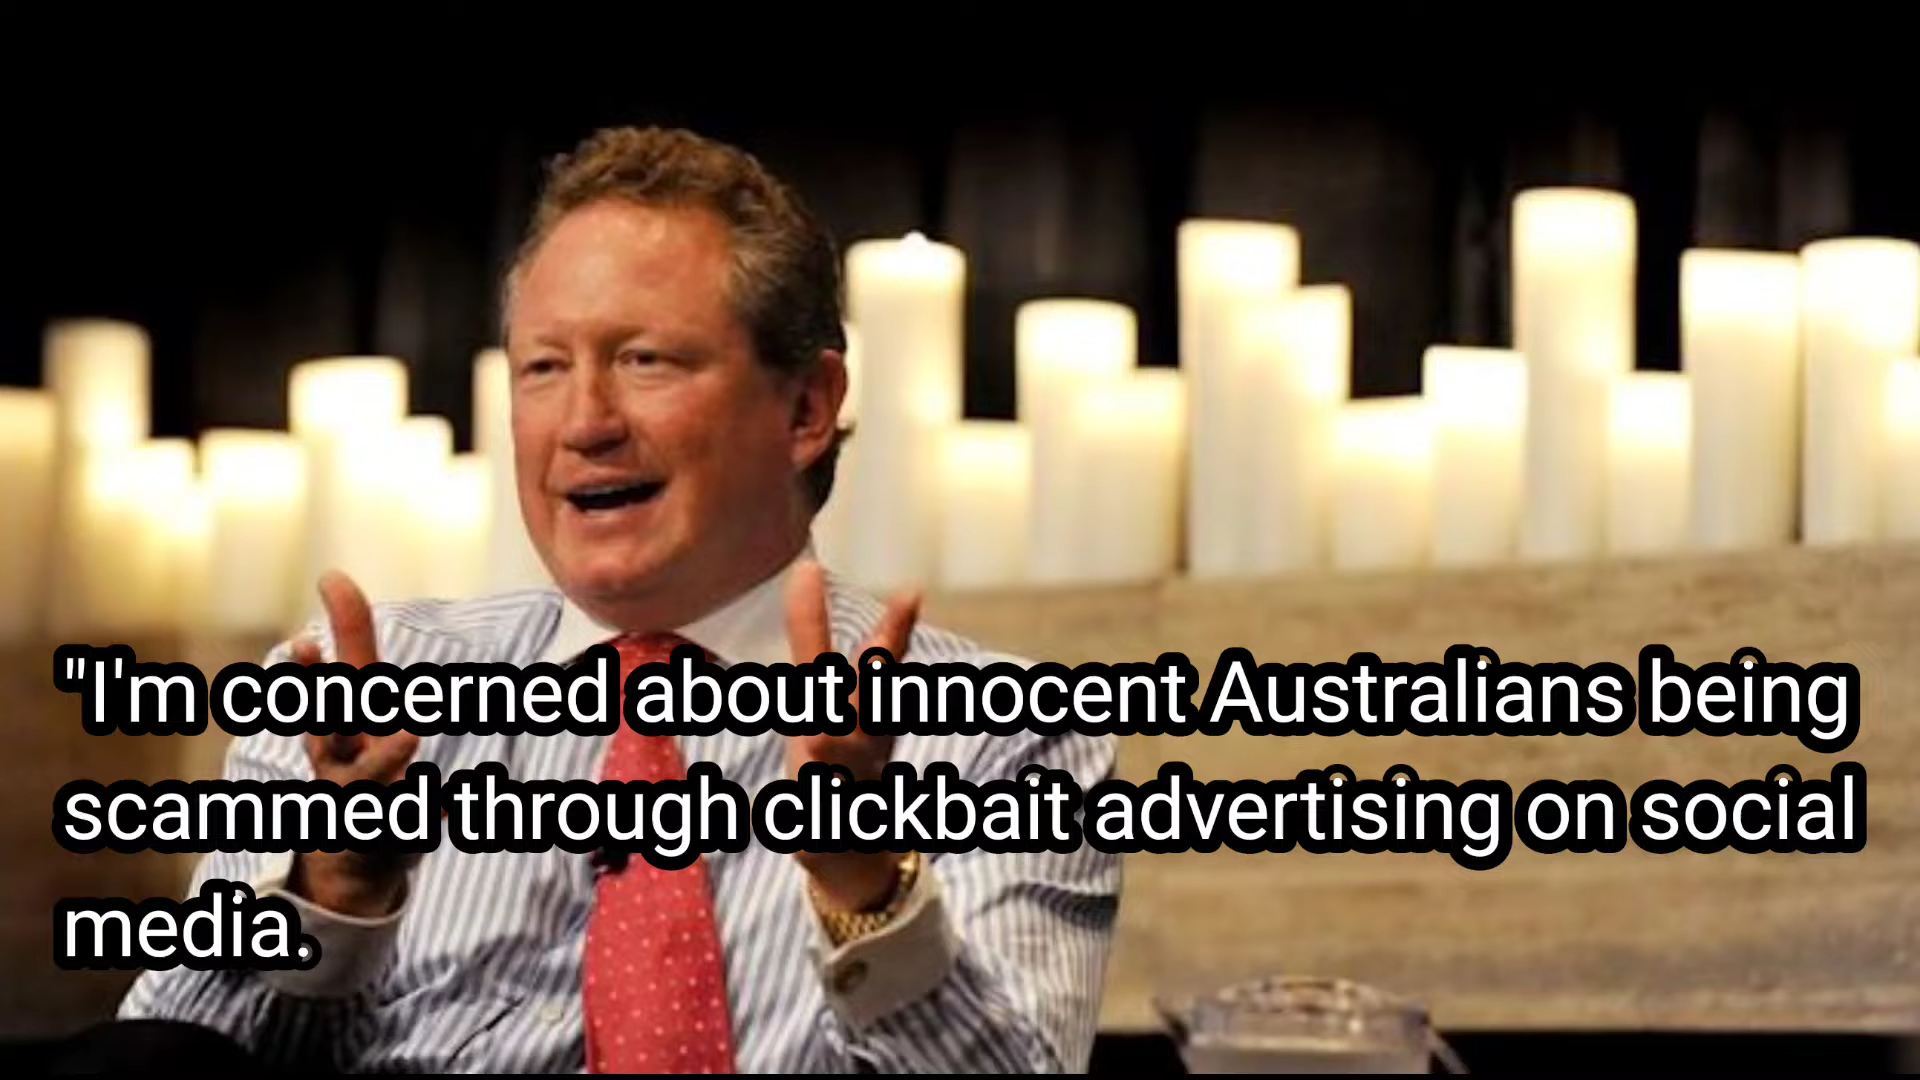 "I'm concerned about innocent Australians being
scammed through clickbait advertising on social
media.